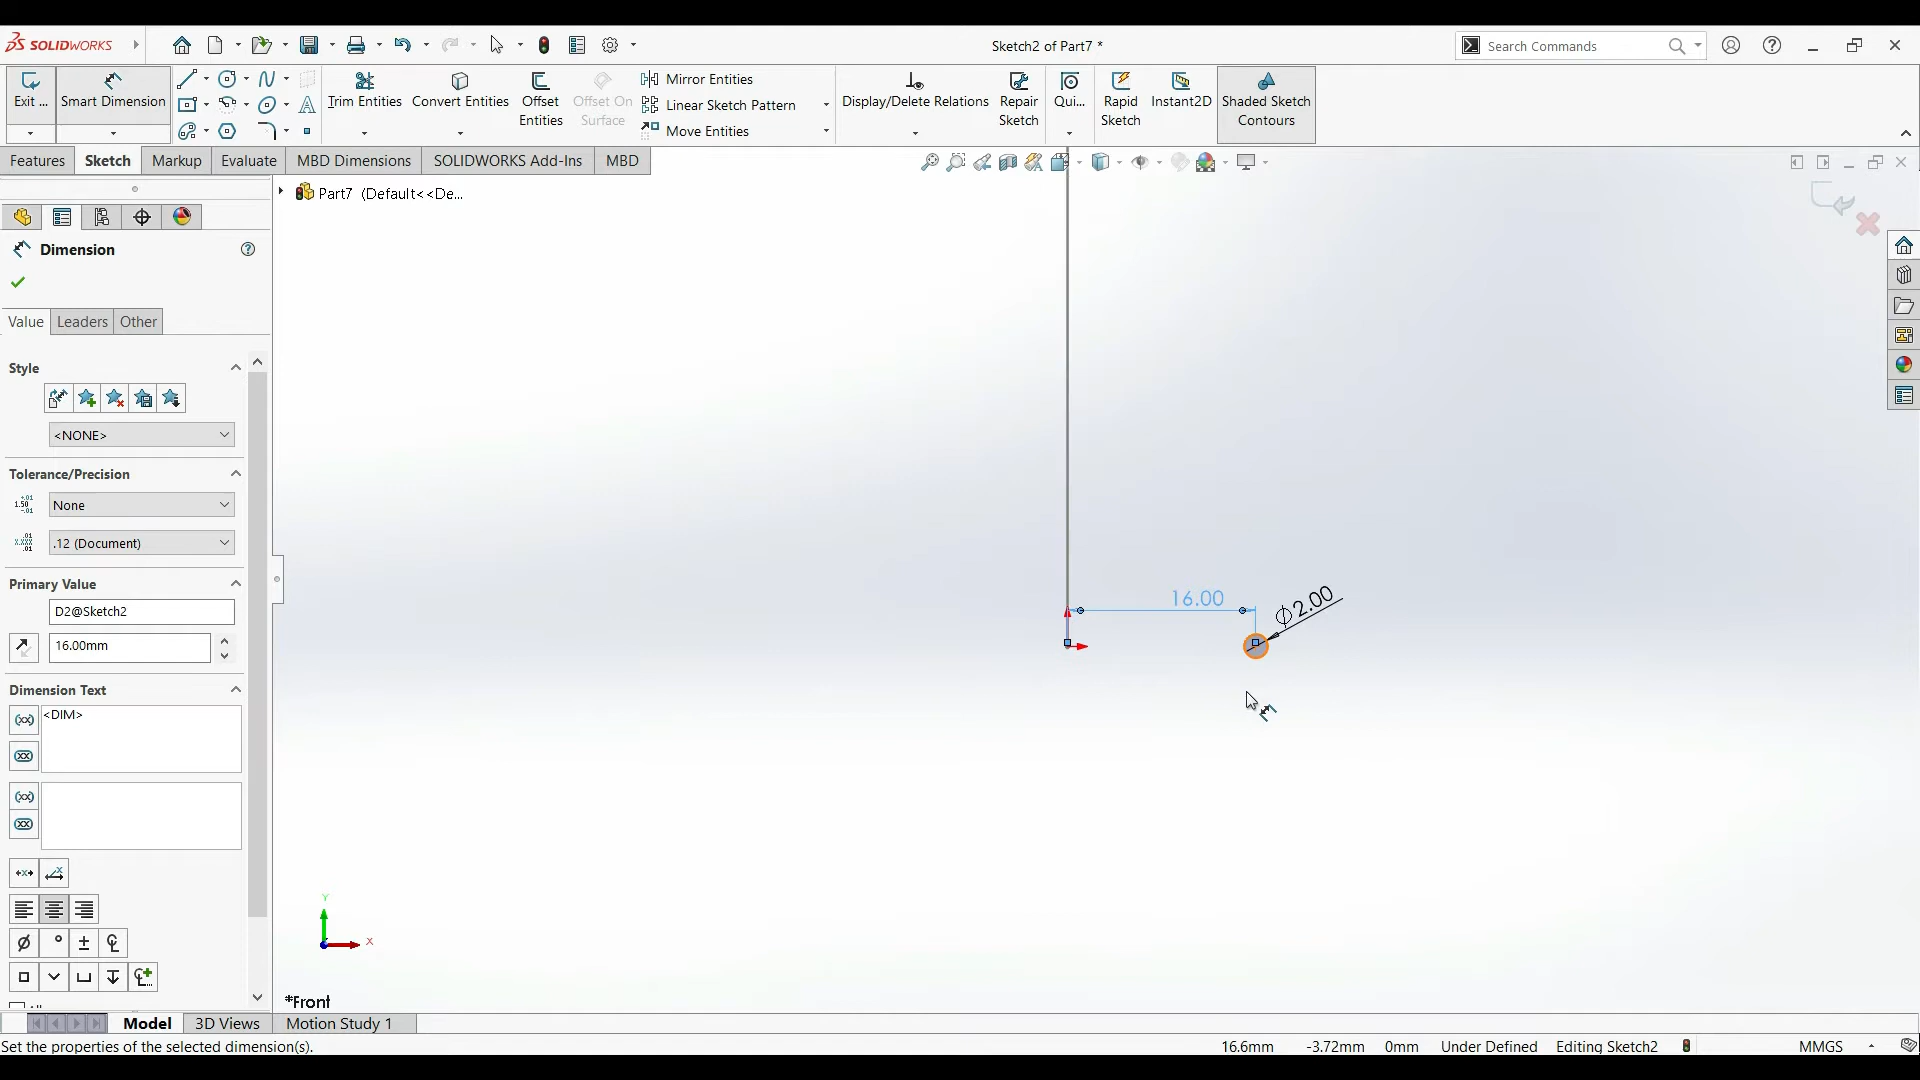 SOLIDWORKS
Sketch2 of Part7 *
Search Commands
Exit ...
Smart Dimension
Trim Entities
Convert Entities
Offset
Entities
Offset On
Surface
Mirror Entities
Linear Sketch Pattern
Move Entities
Display/Delete Relations
Repair
Sketch
Qui...
Rapid
Sketch
Instant2D
Shaded Sketch
Contours
Features
Sketch
Markup
Evaluate
MBD Dimensions
SOLIDWORKS Add-Ins
MBD
Part7 (Default<<De...
Dimension
Value
Leaders
Other
Style
<NONE>
Tolerance/Precision
None
.12 (Document)
Primary Value
D2@Sketch2
16.00mm
Dimension Text
<DIM>
16.00
∅2.00
Y
X
*Front
Model
3D Views
Motion Study 1
Set the properties of the selected dimension(s).
16.6mm
-3.72mm
0mm
Under Defined
Editing Sketch2
MMGS